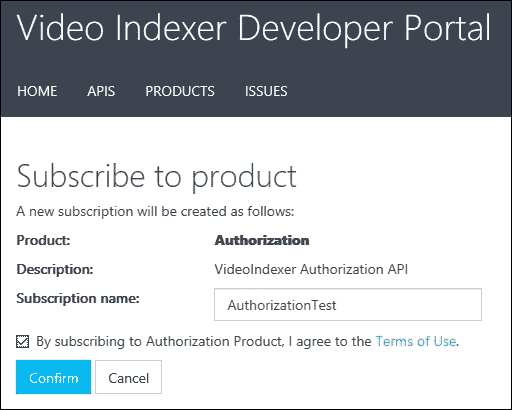 Video Indexer Developer Portal
HOME APIS PRODUCTS ISSUES
Subscribe to product
A new subscription will be created as follows:
Product: Authorization
Description: VideoIndexer Authorization API
Subscription name: AuthorizationTest
By subscribing to Authorization Product, I agree to the Terms of Use.
Confirm Cancel